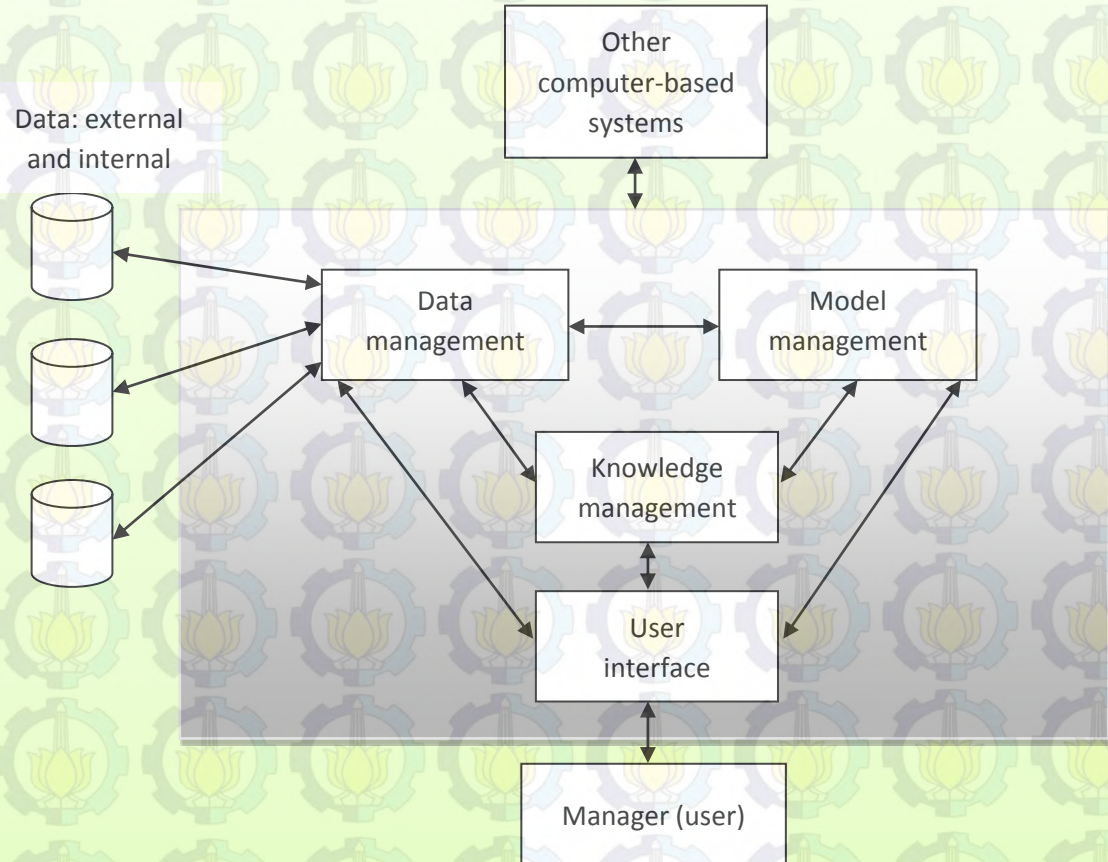 Other
computer-based
systems
Data: external
and internal
Data
management
Model
management
Knowledge
management
User
interface
Manager (user)